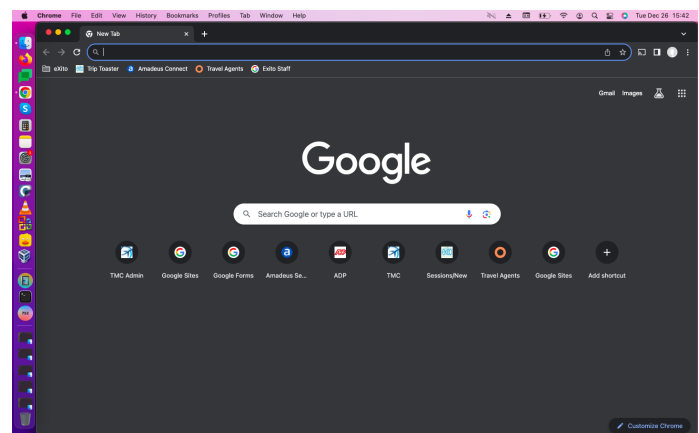 Chrome File Edit View History Bookmarks Profiles Tab Window Help Tue Dec 26 15:42
New Tab
eXito Trip Toaster Amadeus Connect Travel Agents Exito Staff
Gmail Images
Google
Search Google or type a URL
TMC Admin Google Sites Google Forms Amadeus Se... ADP TMC Sessions/New Travel Agents Google Sites Add shortcut
Customize Chrome